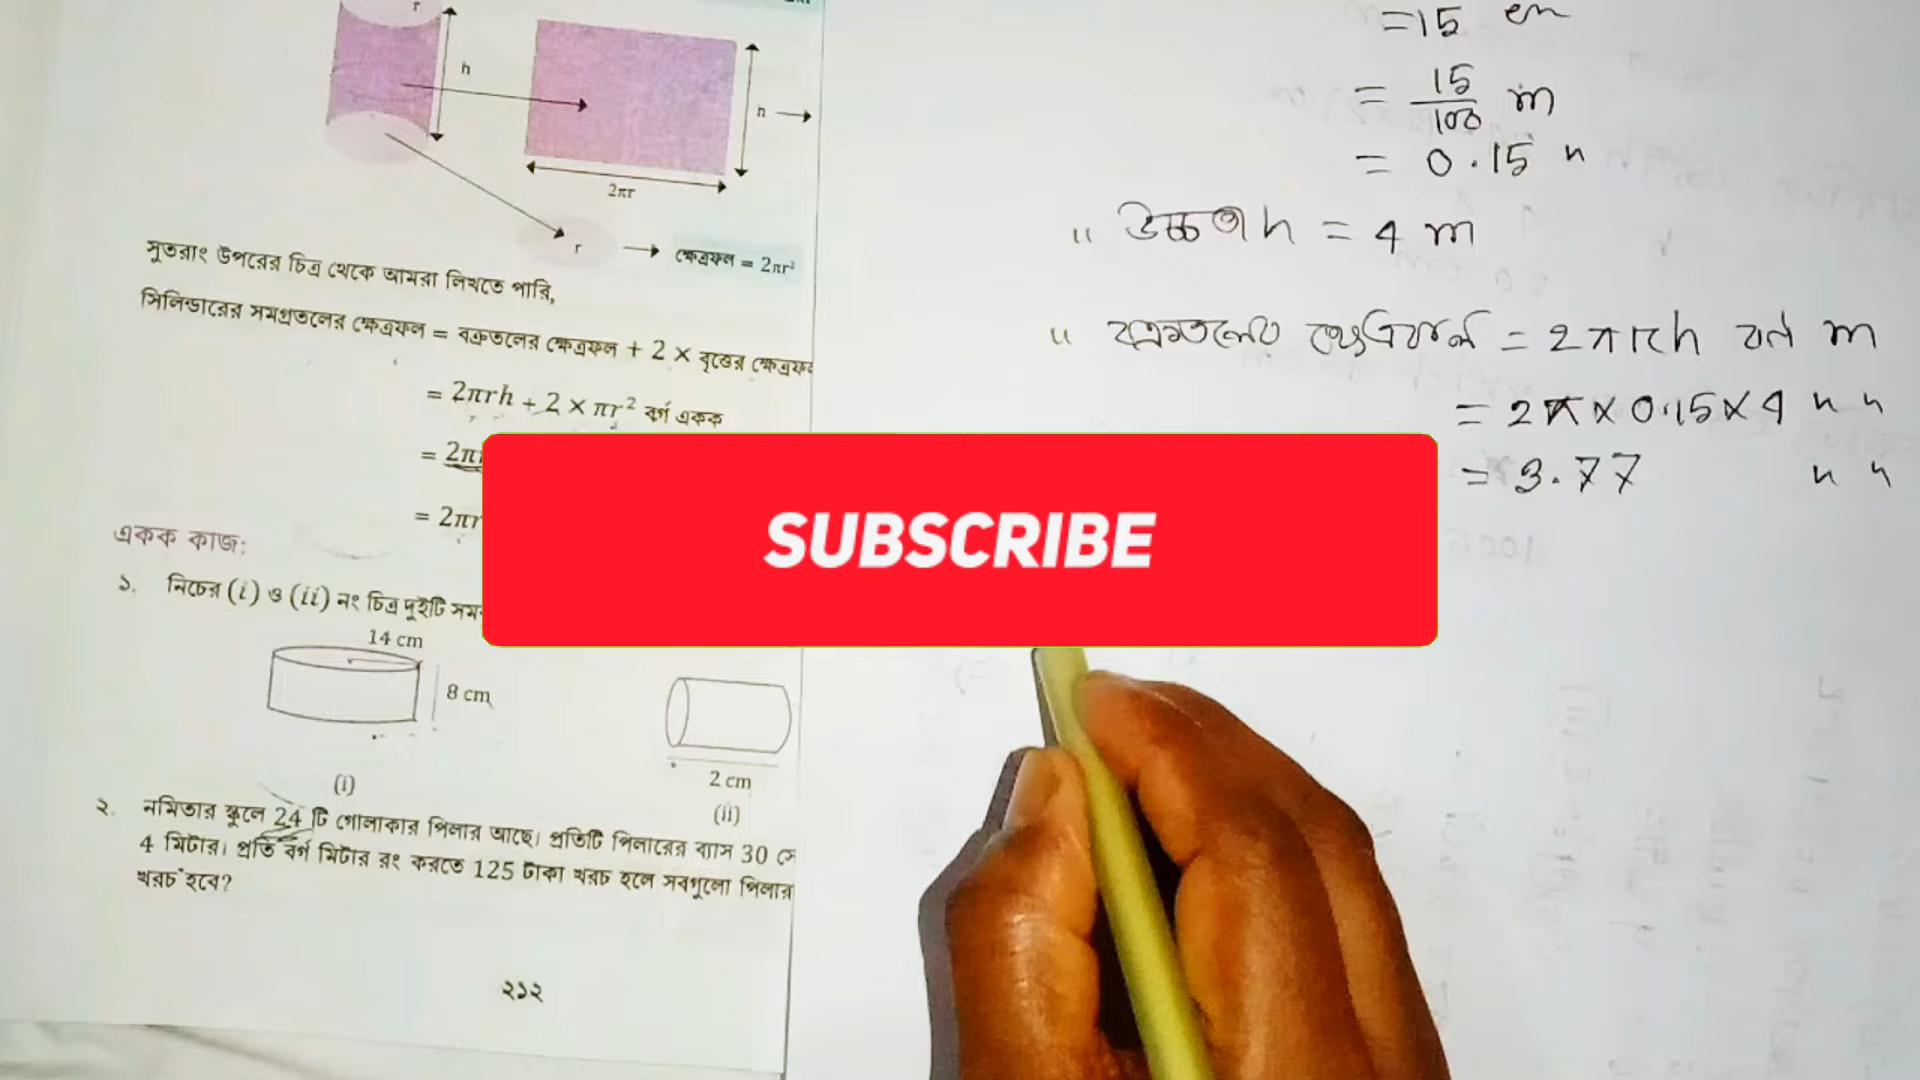 r
h
h
2πr
r
ক্ষেত্রফল = 2πr²
সুতরাং উপরের চিত্র থেকে আমরা লিখতে পারি,
সিলিন্ডারের সমগ্রতলের ক্ষেত্রফল = বক্রতলের ক্ষেত্রফল + 2 × বৃত্তের ক্ষেত্রফল
= 2πrh + 2 × πr² বর্গ একক
= 2πr
= 2πr
একক কাজ:
১. নিচের (i) ও (ii) নং চিত্র দুইটি সম
14 cm
8 cm
(i)
2 cm
(ii)
২. নমিতার স্কুলে 24 টি গোলাকার পিলার আছে। প্রতিটি পিলারের ব্যাস 30 সে
4 মিটার। প্রতি বর্গ মিটার রং করতে 125 টাকা খরচ হলে সবগুলো পিলার
খরচ হবে?
২১২
=15 cm
= 15/100 m
= 0.15 "
" উচ্চতা h = 4 m
" বক্রতলের ক্ষেত্রফল = 2πrh বর্গ m
= 2π×0.15×4 " "
= 3.77 " "
SUBSCRIBE